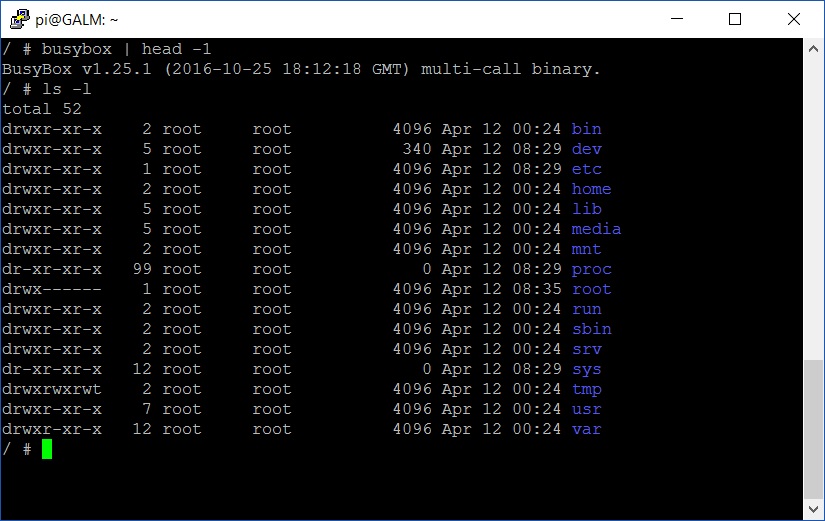 pi@GALM: ~
/ # busybox | head -1
BusyBox v1.25.1 (2016-10-25 18:12:18 GMT) multi-call binary.
/ # ls -l
total 52
drwxr-xr-x    2 root     root          4096 Apr 12 00:24 bin
drwxr-xr-x    5 root     root           340 Apr 12 08:29 dev
drwxr-xr-x    1 root     root          4096 Apr 12 08:29 etc
drwxr-xr-x    2 root     root          4096 Apr 12 00:24 home
drwxr-xr-x    5 root     root          4096 Apr 12 00:24 lib
drwxr-xr-x    5 root     root          4096 Apr 12 00:24 media
drwxr-xr-x    2 root     root          4096 Apr 12 00:24 mnt
dr-xr-xr-x   99 root     root             0 Apr 12 08:29 proc
drwx------    1 root     root          4096 Apr 12 08:35 root
drwxr-xr-x    2 root     root          4096 Apr 12 00:24 run
drwxr-xr-x    2 root     root          4096 Apr 12 00:24 sbin
drwxr-xr-x    2 root     root          4096 Apr 12 00:24 srv
dr-xr-xr-x   12 root     root             0 Apr 12 08:29 sys
drwxrwxrwt    2 root     root          4096 Apr 12 00:24 tmp
drwxr-xr-x    7 root     root          4096 Apr 12 00:24 usr
drwxr-xr-x   12 root     root          4096 Apr 12 00:24 var
/ #